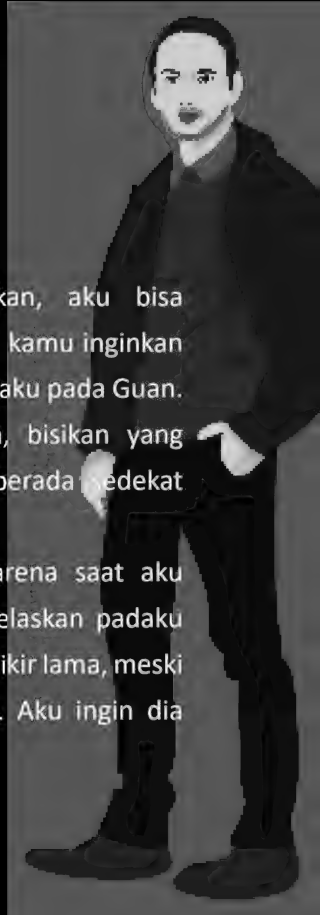 kan, aku bisa
kamu inginkan
aku pada Guan.
bisikan yang
berada sedekat
arena saat aku
elaskan padaku
ikir lama, meski
Aku ingin dia